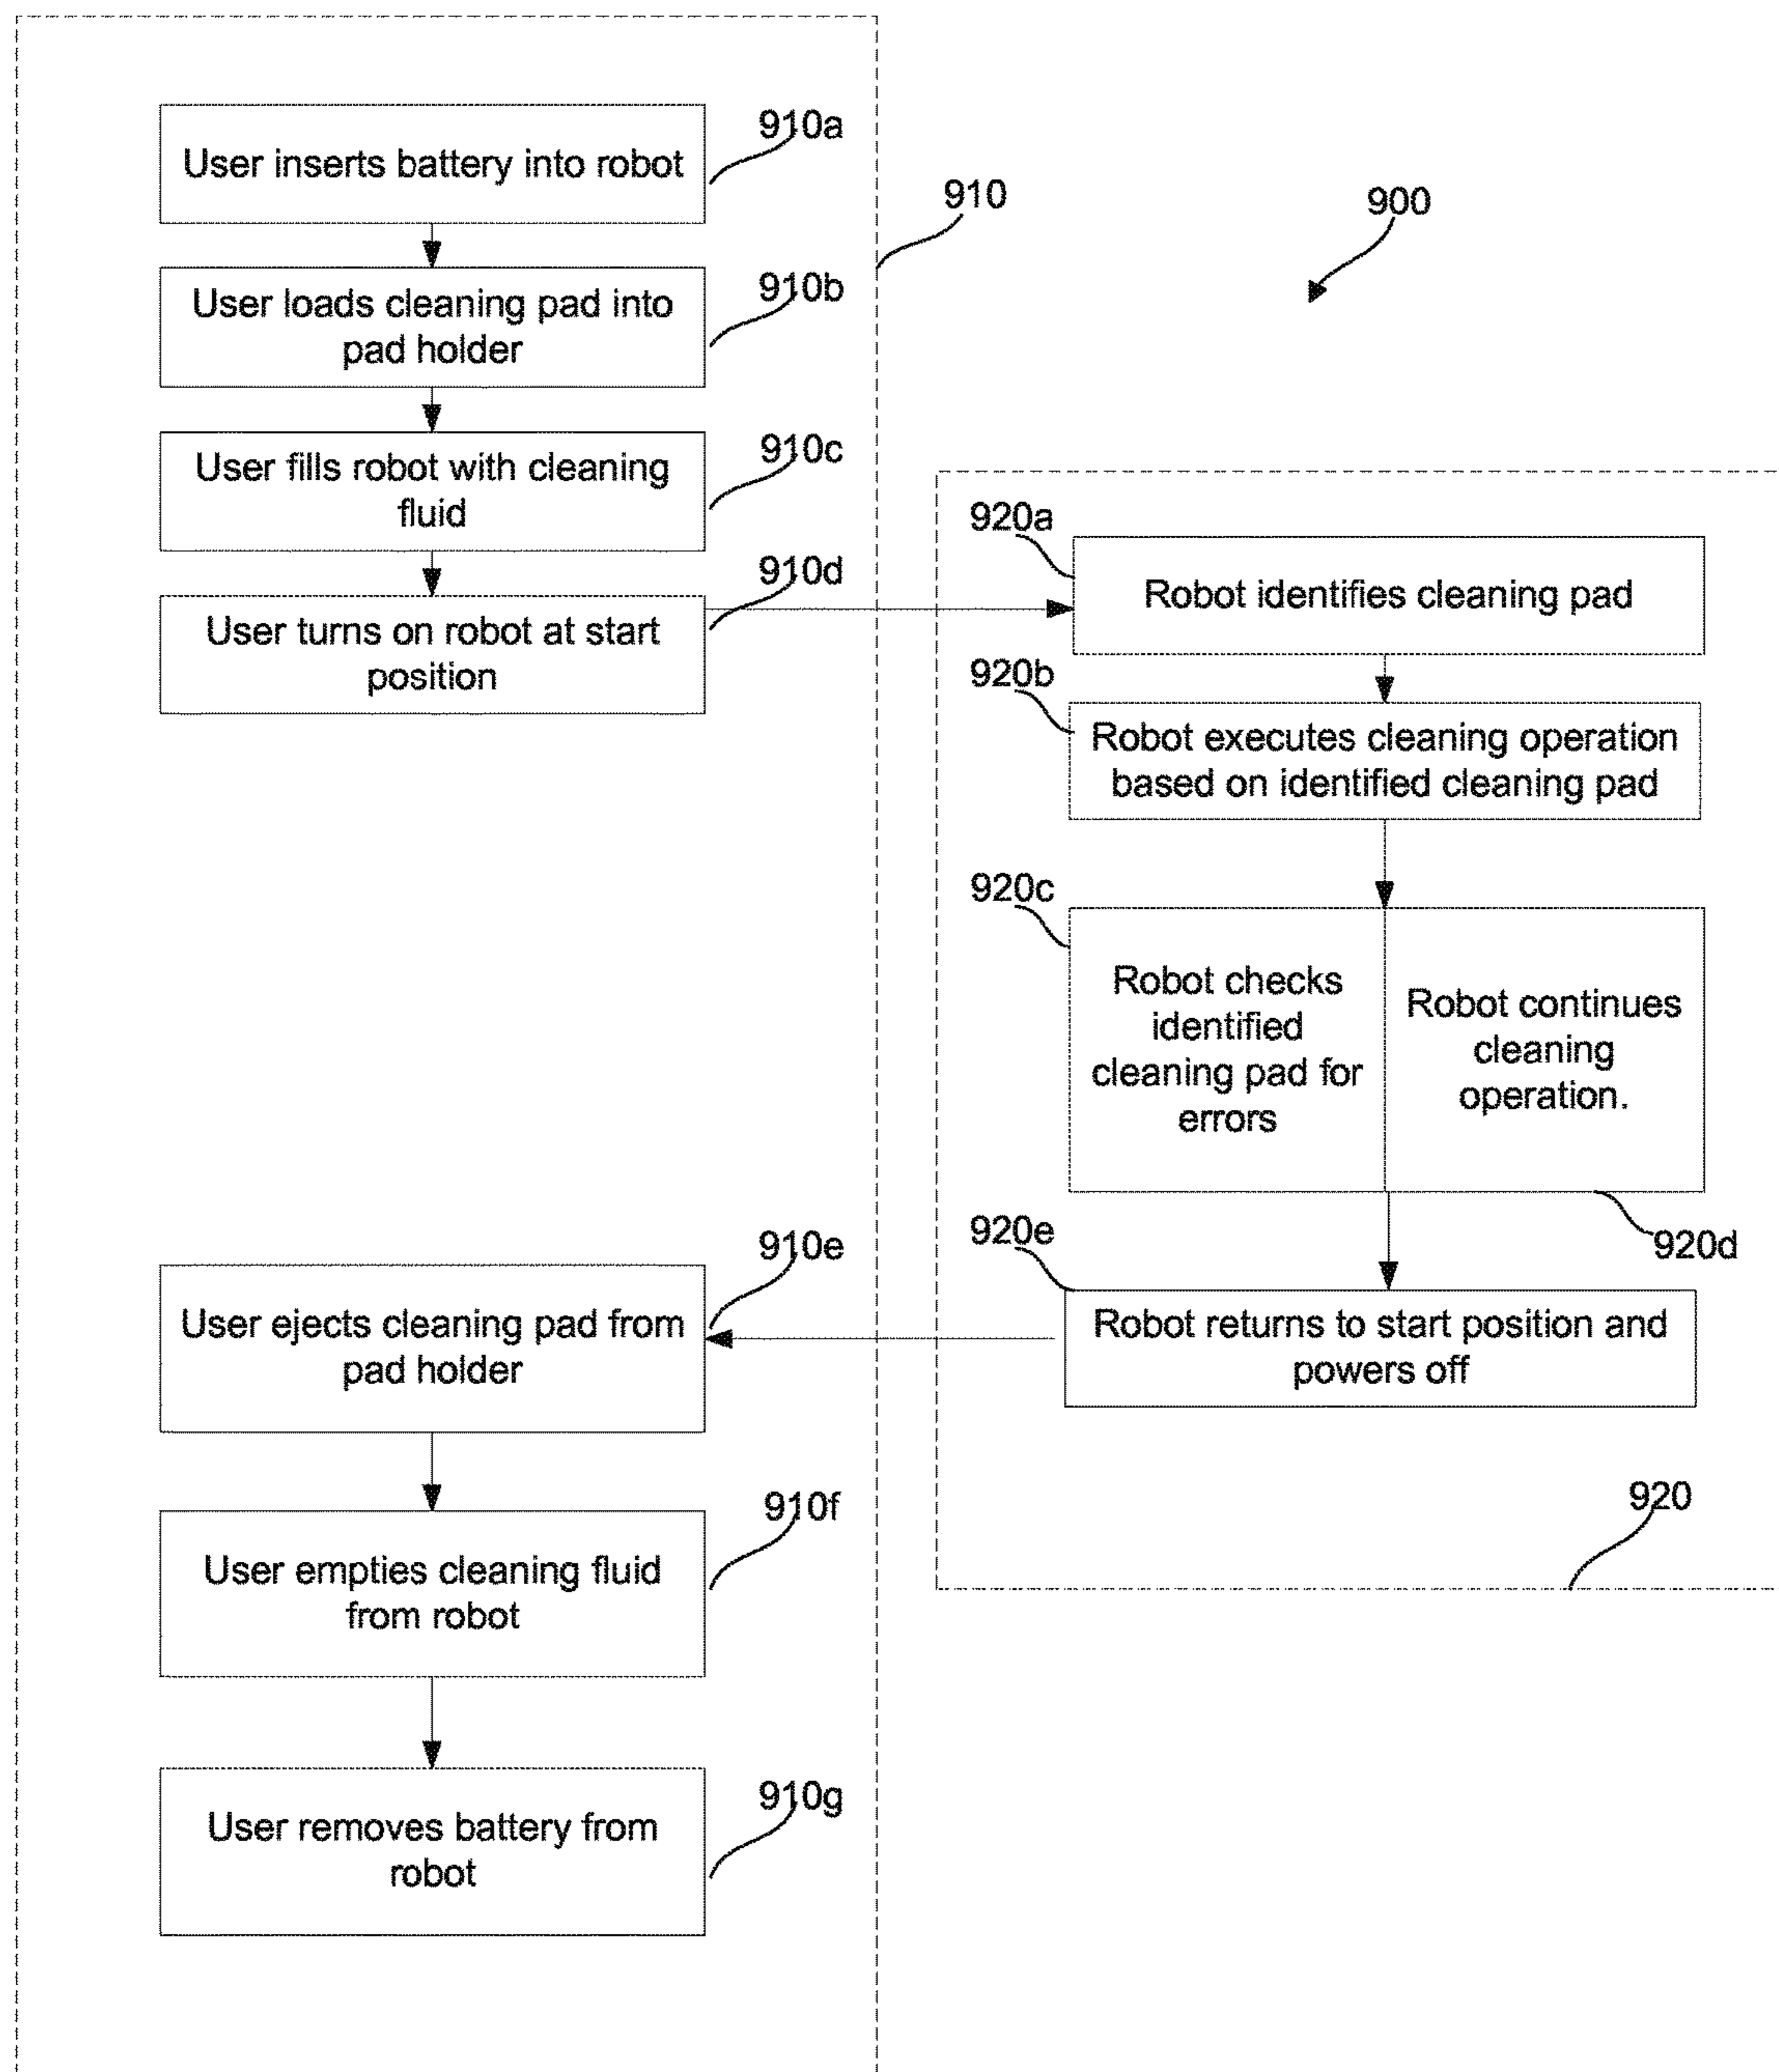 910a
User inserts battery into robot
910
900
910b
User loads cleaning pad into
pad holder
910c
User fills robot with cleaning
fluid
910d
User turns on robot at start
position
920a
Robot identifies cleaning pad
920b
Robot executes cleaning operation
based on identified cleaning pad
920c
Robot checks
identified
cleaning pad for
errors
Robot continues
cleaning
operation.
920d
920e
Robot returns to start position and
powers off
920
910e
User ejects cleaning pad from
pad holder
910f
User empties cleaning fluid
from robot
910g
User removes battery from
robot